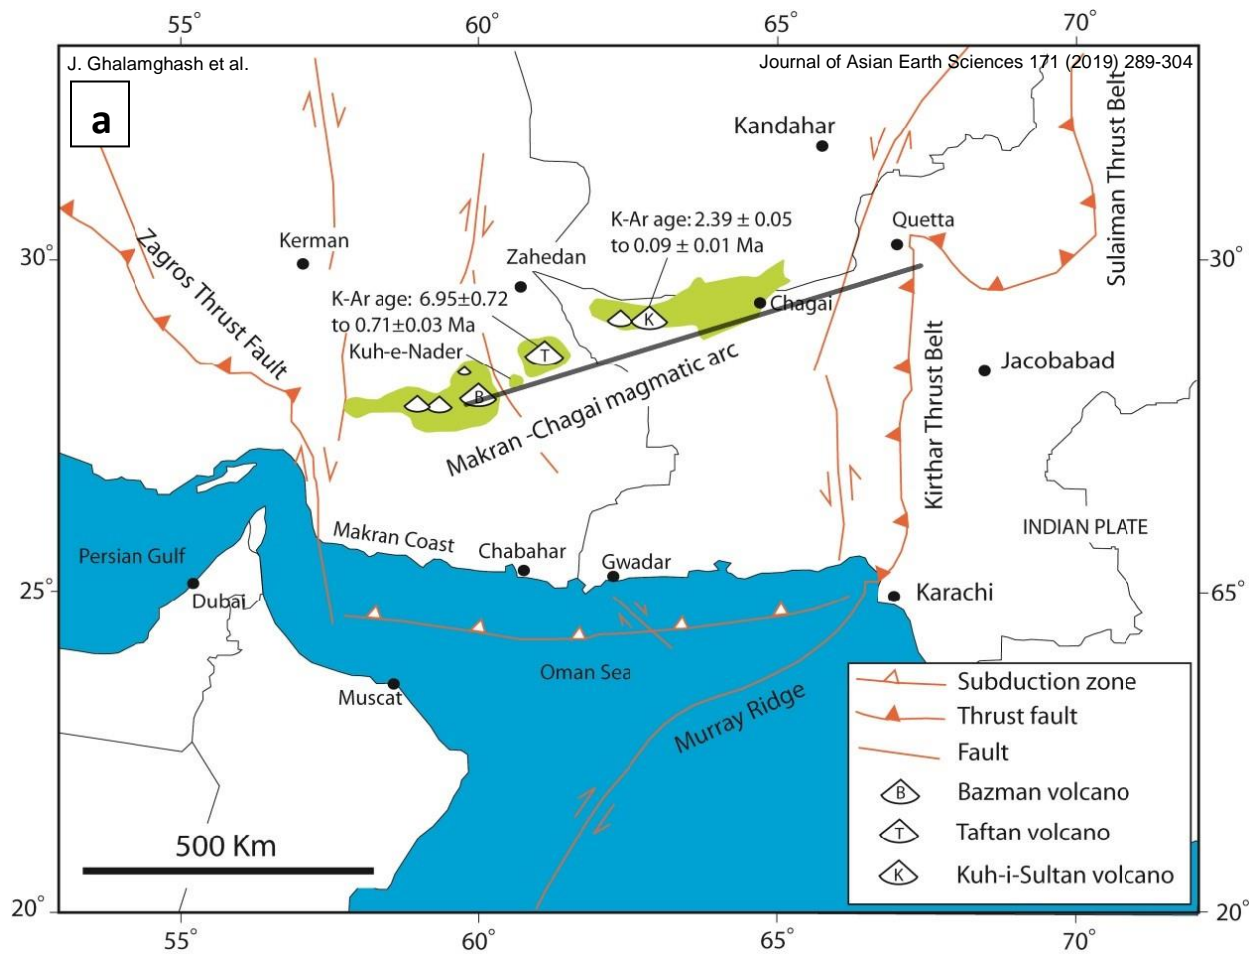 55°
60°
65°
70°
J. Ghalamghash et al.
Journal of Asian Earth Sciences 171 (2019) 289-304
a
Kandahar
Sulaiman Thrust Belt
K-Ar age: 2.39 ± 0.05
to 0.09 ± 0.01 Ma
Quetta
Kerman
Zahedan
30°
30°
Zagros Thrust Fault
K-Ar age: 6.95±0.72
to 0.71±0.03 Ma
K
Chagai
Kuh-e-Nader
T
B
Makran -Chagai magmatic arc
Kirthar Thrust Belt
Jacobabad
INDIAN PLATE
Makran Coast
Persian Gulf
Chabahar
Gwadar
25°
65°
Dubai
Karachi
Oman Sea
Muscat
Murray Ridge
Subduction zone
Thrust fault
Fault
B
Bazman volcano
T
Taftan volcano
K
Kuh-i-Sultan volcano
500 Km
20°
20°
55°
60°
65°
70°